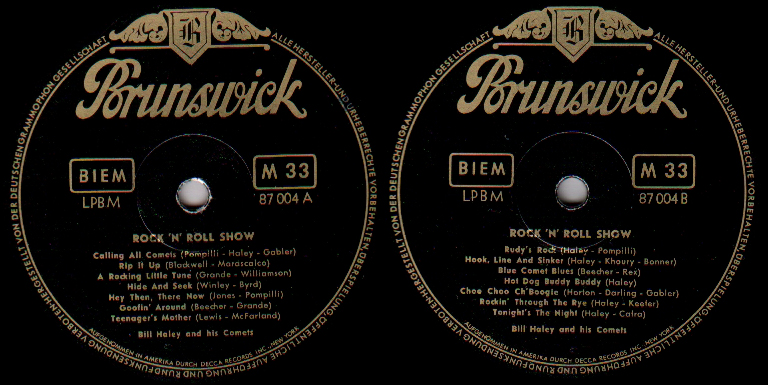 B
Brunswick
BIEM
M 33
LPBM
87 004 A
ROCK 'N' ROLL SHOW
Calling All Comets (Pompilli - Haley - Gabler)
Rip It Up (Blackwell - Marascalco)
A Rocking Little Tune (Grande - Williamson)
Hide And Seek (Winley - Byrd)
Hey Then, There Now (Jones - Pompilli)
Goofin' Around (Beecher - Grande)
Teenager's Mother (Lewis - McFarland)
Bill Haley and his Comets
AUFGENOMMEN IN AMERIKA DURCH DECCA RECORDS INC., NEW YORK
HERGESTELLT VON DER DEUTSCHEN GRAMMOPHON GESELLSCHAFT
ALLE HERSTELLER- UND URHEBERRECHTE VORBEHALTEN · ÜBERSPIELUNG, ÖFFENTLICHE AUFFÜHRUNG UND RUNDFUNKSENDUNG VERBOTEN
B
Brunswick
BIEM
M 33
LPBM
87 004 B
ROCK 'N' ROLL SHOW
Rudy's Rock (Haley - Pompilli)
Hook, Line And Sinker (Haley - Khoury - Bonner)
Blue Comet Blues (Beecher - Rex)
Hot Dog Buddy Buddy (Haley)
Choo Choo Ch'Boogie (Horton - Darling - Gabler)
Rockin' Through The Rye (Haley - Keefer)
Tonight's The Night (Haley - Cafra)
Bill Haley and his Comets
AUFGENOMMEN IN AMERIKA DURCH DECCA RECORDS INC., NEW YORK
HERGESTELLT VON DER DEUTSCHEN GRAMMOPHON GESELLSCHAFT
ALLE HERSTELLER- UND URHEBERRECHTE VORBEHALTEN · ÜBERSPIELUNG, ÖFFENTLICHE AUFFÜHRUNG UND RUNDFUNKSENDUNG VERBOTEN